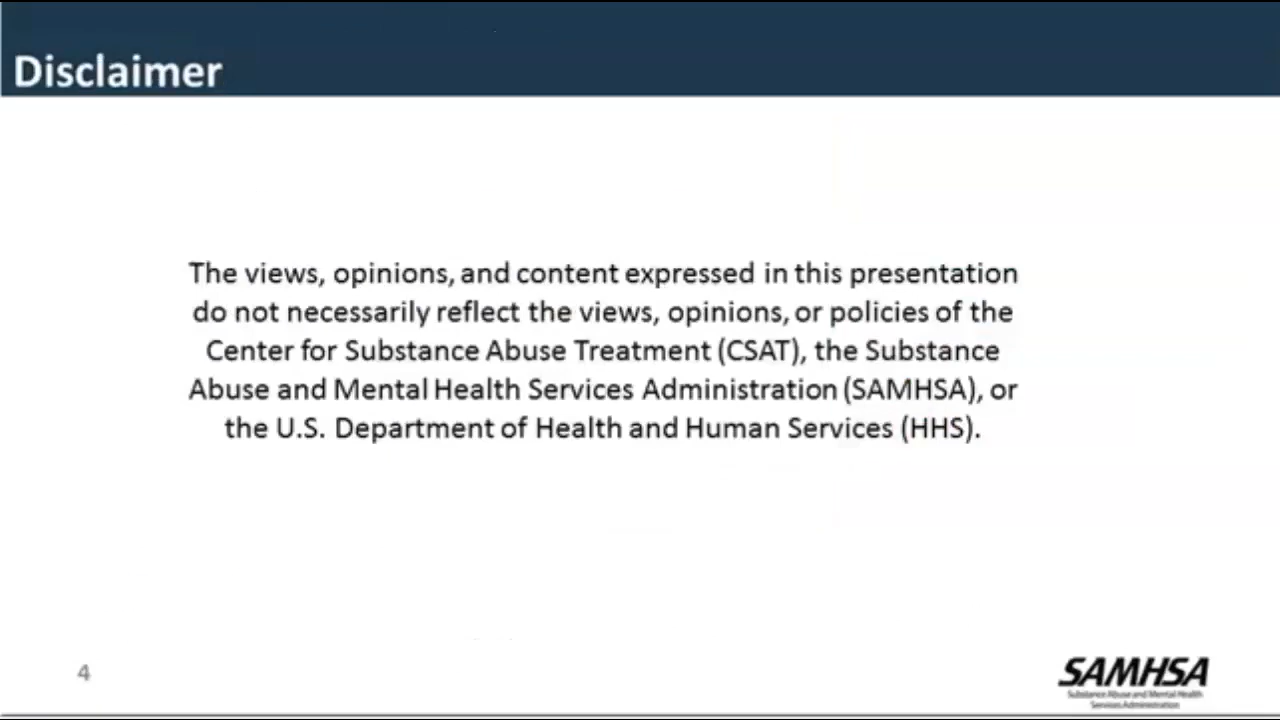 Disclaimer
The views, opinions, and content expressed in this presentation
do not necessarily reflect the views, opinions, or policies of the
Center for Substance Abuse Treatment (CSAT), the Substance
Abuse and Mental Health Services Administration (SAMHSA), or
the U.S. Department of Health and Human Services (HHS).
4
SAMHSA
Substance Abuse and Mental Health
Services Administration